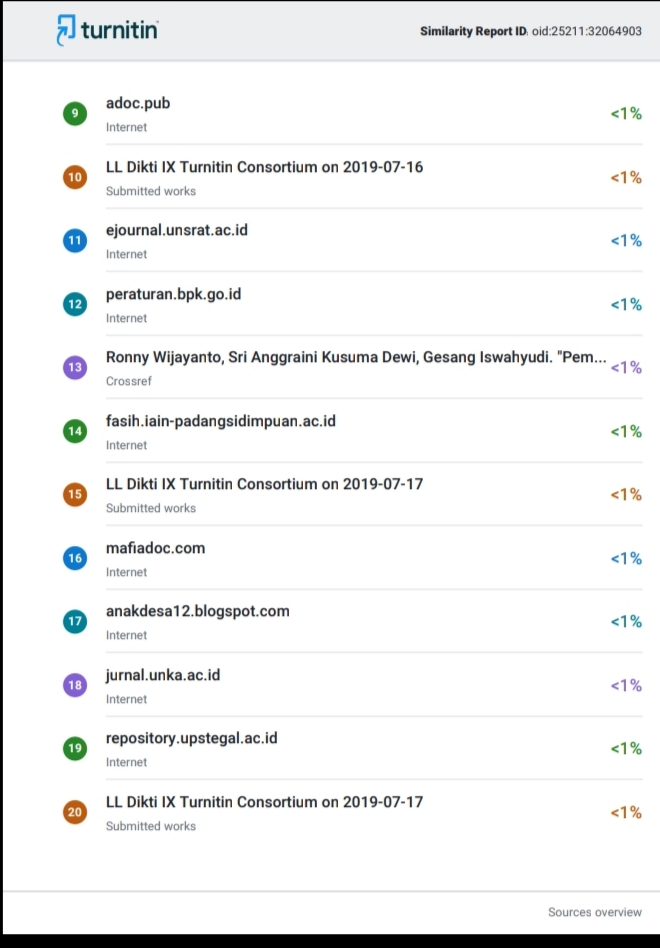 turnitin
Similarity Report ID: oid:25211:32064903
9
adoc.pub
<1%
Internet
10
LL Dikti IX Turnitin Consortium on 2019-07-16
<1%
Submitted works
11
ejournal.unsrat.ac.id
<1%
Internet
12
peraturan.bpk.go.id
<1%
Internet
13
Ronny Wijayanto, Sri Anggraini Kusuma Dewi, Gesang Iswahyudi. "Pem...
<1%
Crossref
14
fasih.iain-padangsidimpuan.ac.id
<1%
Internet
15
LL Dikti IX Turnitin Consortium on 2019-07-17
<1%
Submitted works
16
mafiadoc.com
<1%
Internet
17
anakdesa12.blogspot.com
<1%
Internet
18
jurnal.unka.ac.id
<1%
Internet
19
repository.upstegal.ac.id
<1%
Internet
20
LL Dikti IX Turnitin Consortium on 2019-07-17
<1%
Submitted works
Sources overview